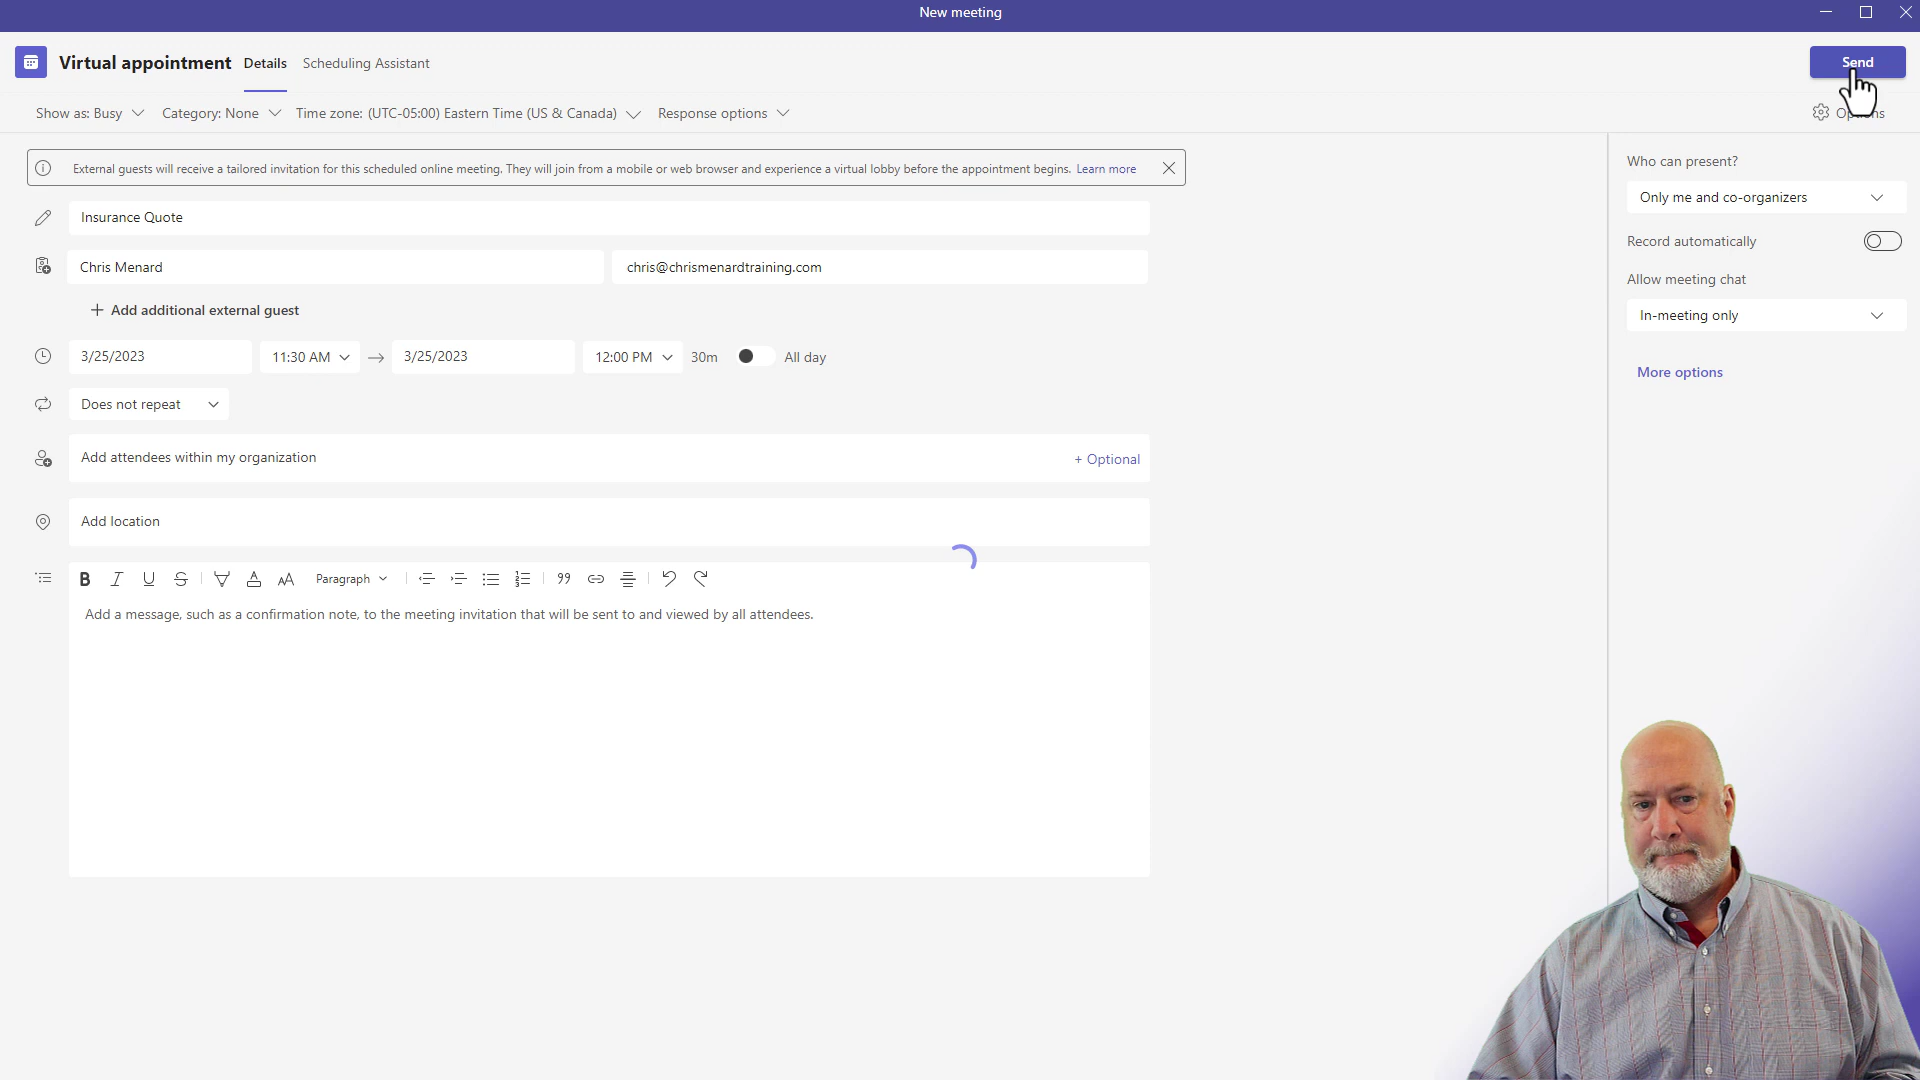 New meeting
Virtual appointment Details Scheduling Assistant
Send
Show as: Busy Category: None Time zone: (UTC-05:00) Eastern Time (US & Canada) Response options
External guests will receive a tailored invitation for this scheduled online meeting. They will join from a mobile or web browser and experience a virtual lobby before the appointment begins. Learn more
Insurance Quote
Chris Menard chris@chrismenardtraining.com
+ Add additional external guest
3/25/2023 11:30 AM → 3/25/2023 12:00 PM 30m All day
Does not repeat
Add attendees within my organization + Optional
Add location
Paragraph
Add a message, such as a confirmation note, to the meeting invitation that will be sent to and viewed by all attendees.
Who can present?
Only me and co-organizers
Record automatically
Allow meeting chat
In-meeting only
More options